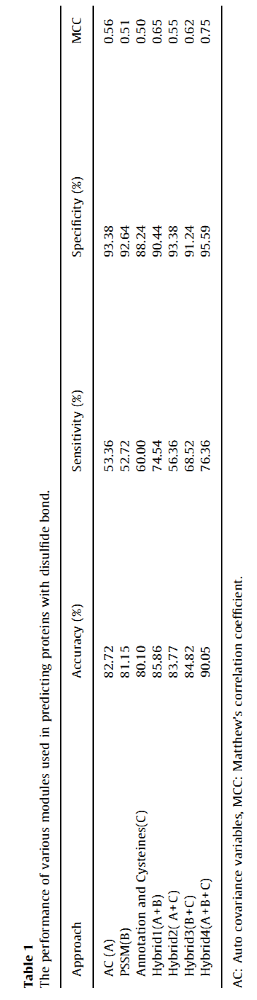 Table 1
The performance of various modules used in predicting proteins with disulfide bond.
Approach Accuracy (%) Sensitivity (%) Specificity (%) MCC
AC (A) 82.72 53.36 93.38 0.56
PSSM(B) 81.15 52.72 92.64 0.51
Annotation and Cysteines(C) 80.10 60.00 88.24 0.50
Hybrid1(A+B) 85.86 74.54 90.44 0.65
Hybrid2( A+C) 83.77 56.36 93.38 0.55
Hybrid3(B+C) 84.82 68.52 91.24 0.62
Hybrid4(A+B+C) 90.05 76.36 95.59 0.75
AC: Auto covariance variables, MCC: Matthew's correlation coefficient.